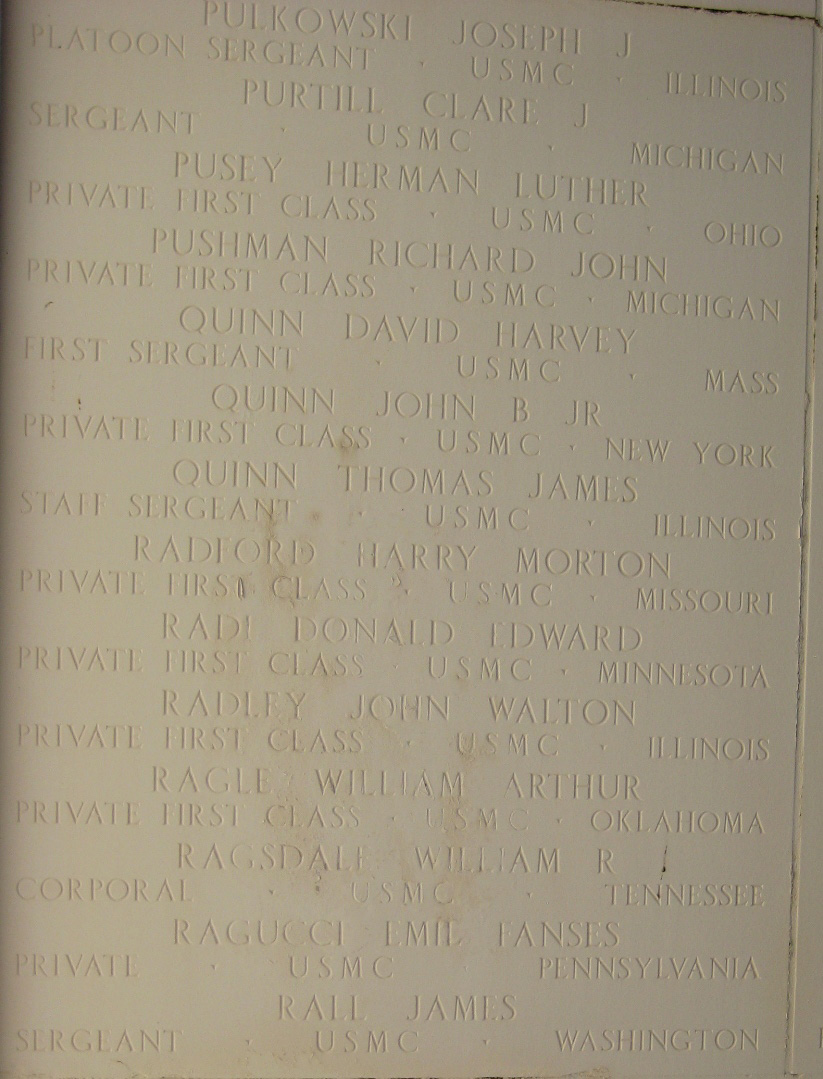 PULKOWSKI JOSEPH J
PLATOON SERGEANT · USMC · ILLINOIS
PURTILL CLARE J
SERGEANT · USMC · MICHIGAN
PUSEY HERMAN LUTHER
PRIVATE FIRST CLASS · USMC · OHIO
PUSHMAN RICHARD JOHN
PRIVATE FIRST CLASS · USMC · MICHIGAN
QUINN DAVID HARVEY
FIRST SERGEANT · USMC · MASS
QUINN JOHN B JR
PRIVATE FIRST CLASS · USMC · NEW YORK
QUINN THOMAS JAMES
STAFF SERGEANT · USMC · ILLINOIS
RADFORD HARRY MORTON
PRIVATE FIRST CLASS · USMC · MISSOURI
DONALD EDWARD
PRIVATE FIRST CLASS · USMC · MINNESOTA
RADLEY JOHN WALTON
PRIVATE FIRST CLASS · USMC · ILLINOIS
RAGLE WILLIAM ARTHUR
PRIVATE FIRST CLASS · USMC · OKLAHOMA
RAGSDALE WILLIAM R
CORPORAL · USMC · TENNESSEE
RAGUCCI EMIL FANSES
PRIVATE · USMC · PENNSYLVANIA
RALL JAMES
SERGEANT · USMC · WASHINGTON